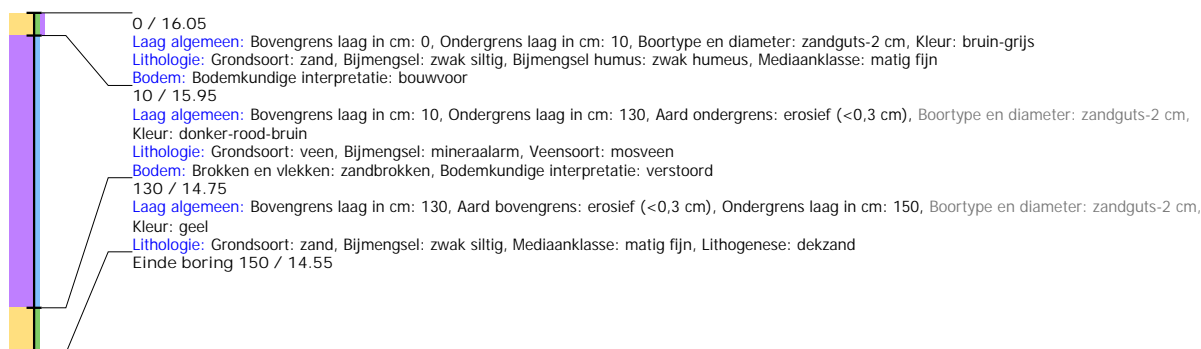 0 / 16.05
Laag algemeen: Bovengrens laag in cm: 0, Ondergrens laag in cm: 10, Boortype en diameter: zandguts-2 cm, Kleur: bruin-grijs
Lithologie: Grondsoort: zand, Bijmengsel: zwak siltig, Bijmengsel humus: zwak humeus, Mediaanklasse: matig fijn
Bodem: Bodemkundige interpretatie: bouwvoor
10 / 15.95
Laag algemeen: Bovengrens laag in cm: 10, Ondergrens laag in cm: 130, Aard ondergrens: erosief (<0,3 cm), Boortype en diameter: zandguts-2 cm,
Kleur: donker-rood-bruin
Lithologie: Grondsoort: veen, Bijmengsel: mineraalarm, Veensoort: mosveen
Bodem: Brokken en vlekken: zandbrokken, Bodemkundige interpretatie: verstoord
130 / 14.75
Laag algemeen: Bovengrens laag in cm: 130, Aard bovengrens: erosief (<0,3 cm), Ondergrens laag in cm: 150, Boortype en diameter: zandguts-2 cm,
Kleur: geel
Lithologie: Grondsoort: zand, Bijmengsel: zwak siltig, Mediaanklasse: matig fijn, Lithogenese: dekzand
Einde boring 150 / 14.55